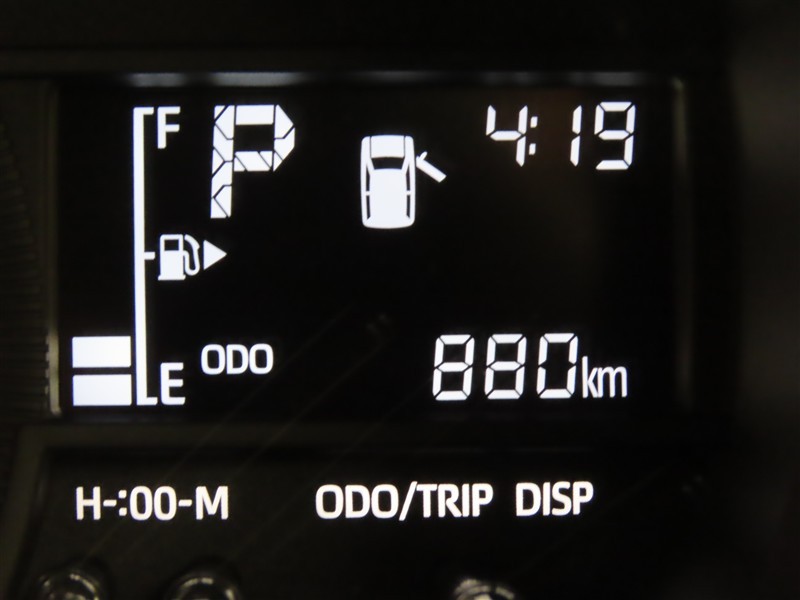 F
P
4:19
E
ODO
880km
H-:00-M
ODO/TRIP DISP